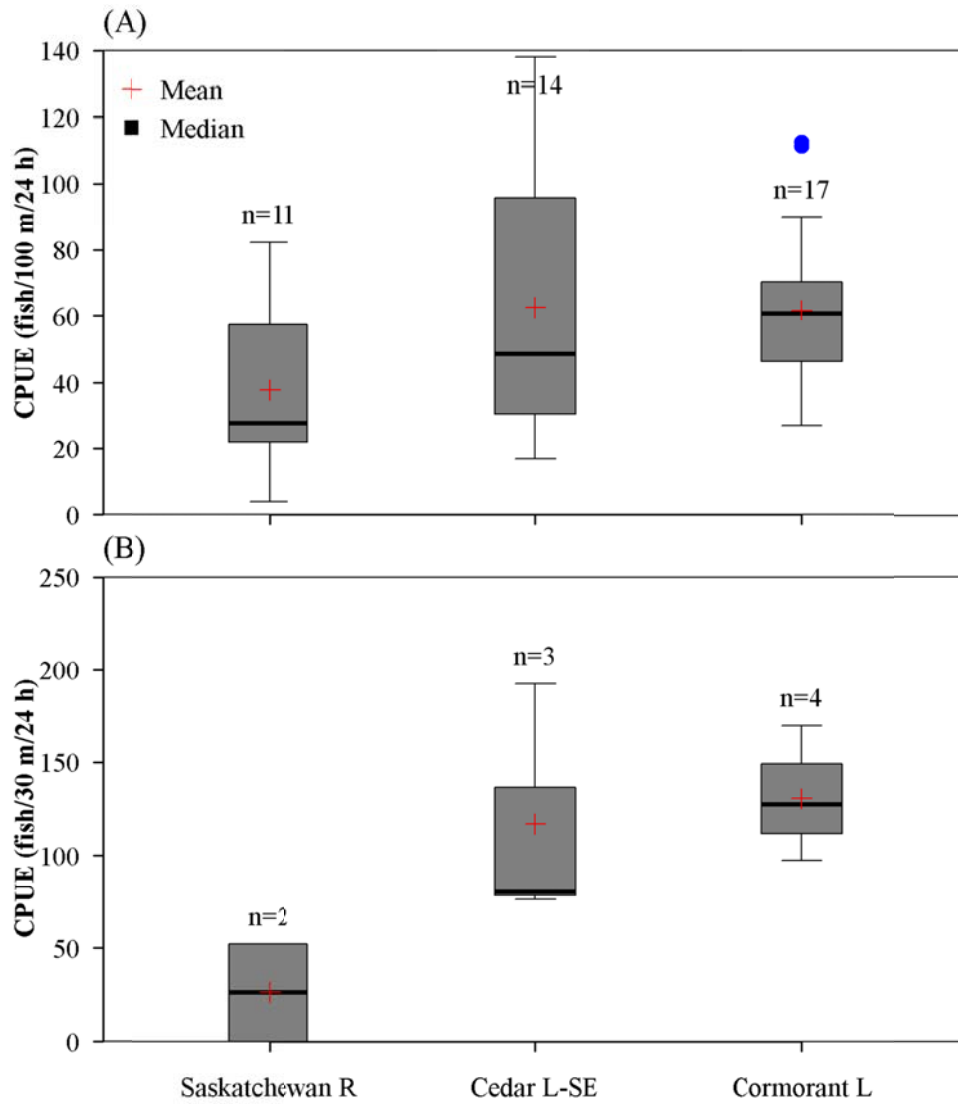 (A)
CPUE (fish/100 m/24 h)
140
120
100
80
60
40
20
0
Mean
Median
n=11
n=14
n=17
(B)
CPUE (fish/30 m/24 h)
250
200
150
100
50
0
n=2
n=3
n=4
Saskatchewan R
Cedar L-SE
Cormorant L